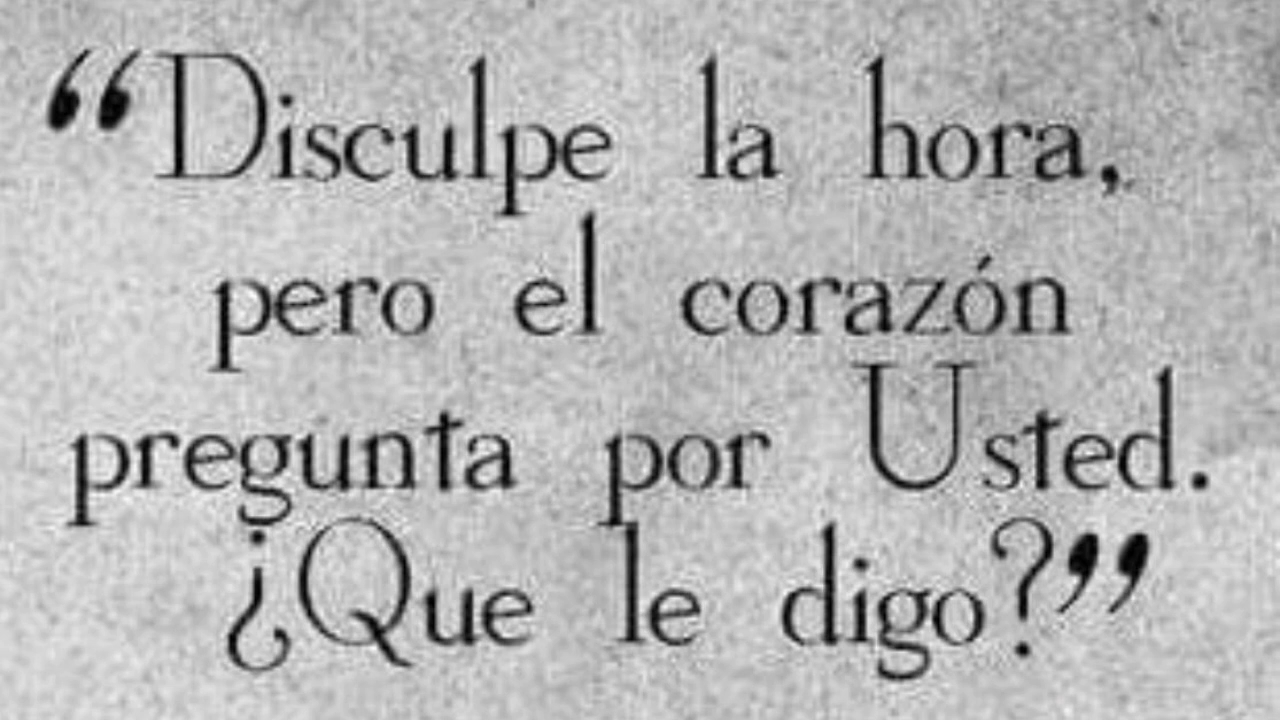 “Disculpe la hora,
pero el corazón
pregunta por Usted.
¿Que le digo?”